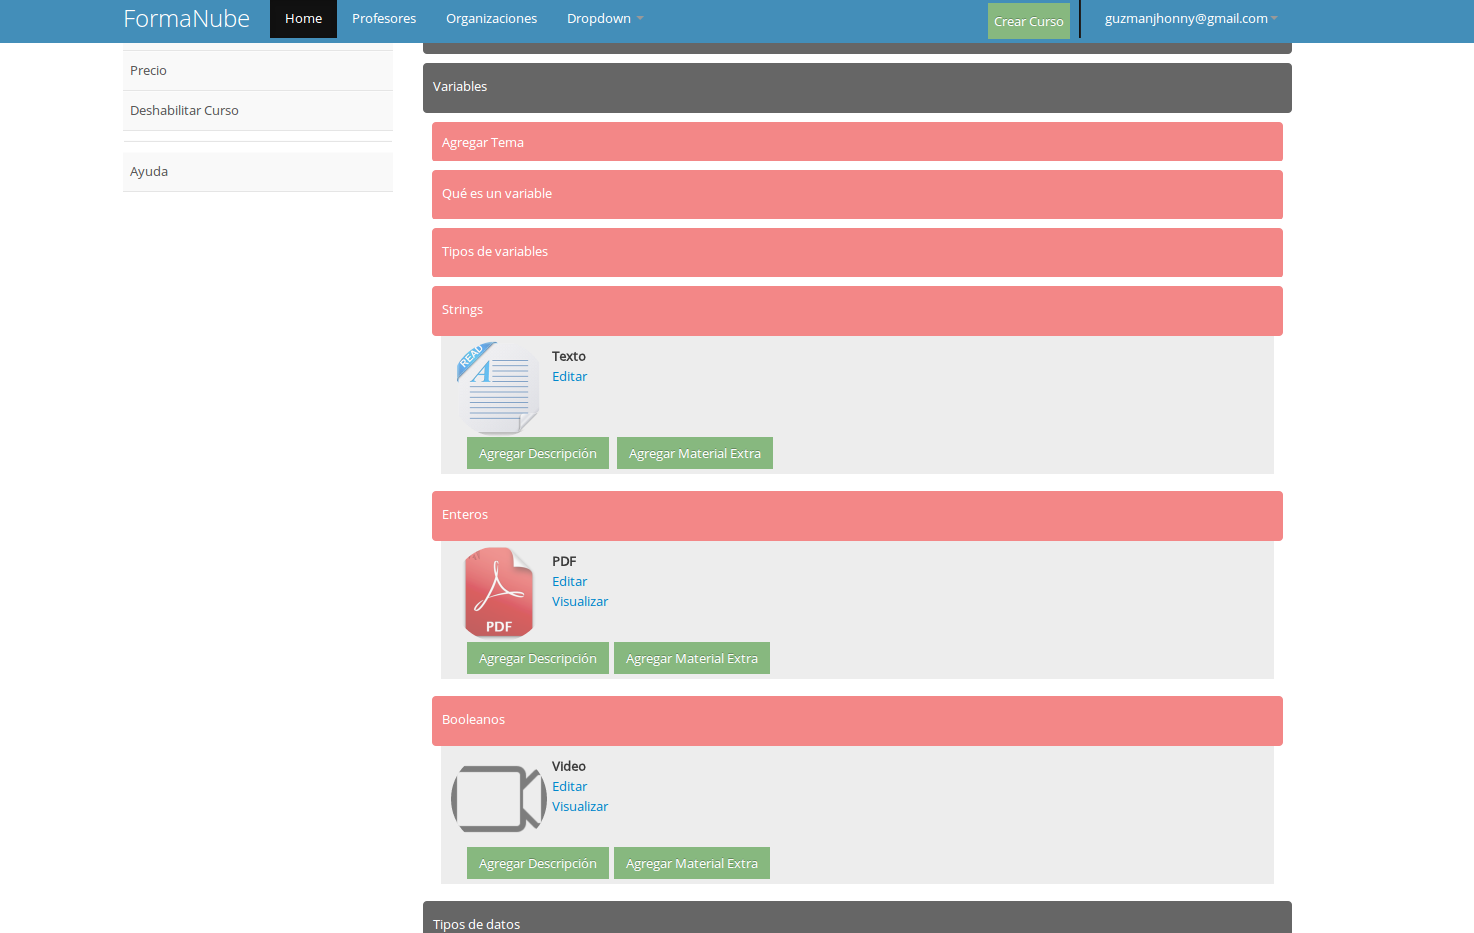 FormaNube
Home
Profesores
Organizaciones
Dropdown
Crear Curso
guzmanjhonny@gmail.com
Precio
Deshabilitar Curso
Ayuda
Variables
Agregar Tema
Qué es un variable
Tipos de variables
Strings
READ
A
Texto
Editar
Agregar Descripción
Agregar Material Extra
Enteros
PDF
PDF
Editar
Visualizar
Agregar Descripción
Agregar Material Extra
Booleanos
Video
Editar
Visualizar
Agregar Descripción
Agregar Material Extra
Tipos de datos